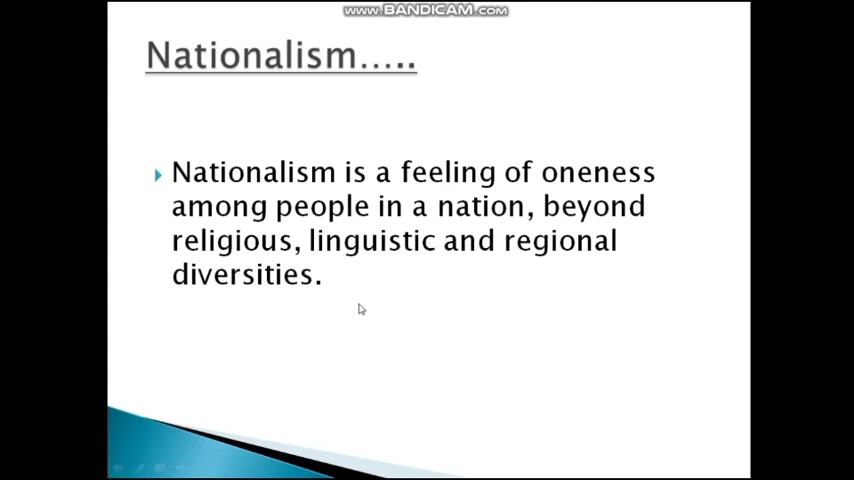 www.BANDICAM.com
Nationalism.....
Nationalism is a feeling of oneness
among people in a nation, beyond
religious, linguistic and regional
diversities.